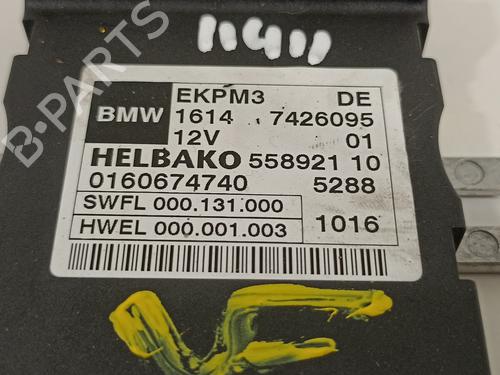 BMW EKPM3 DE
1614 7426095
12V 01
HELBAKO 558921 10
0160674740 5288
SWFL 000.131.000
HWEL 000.001.003 1016
B-PARTS